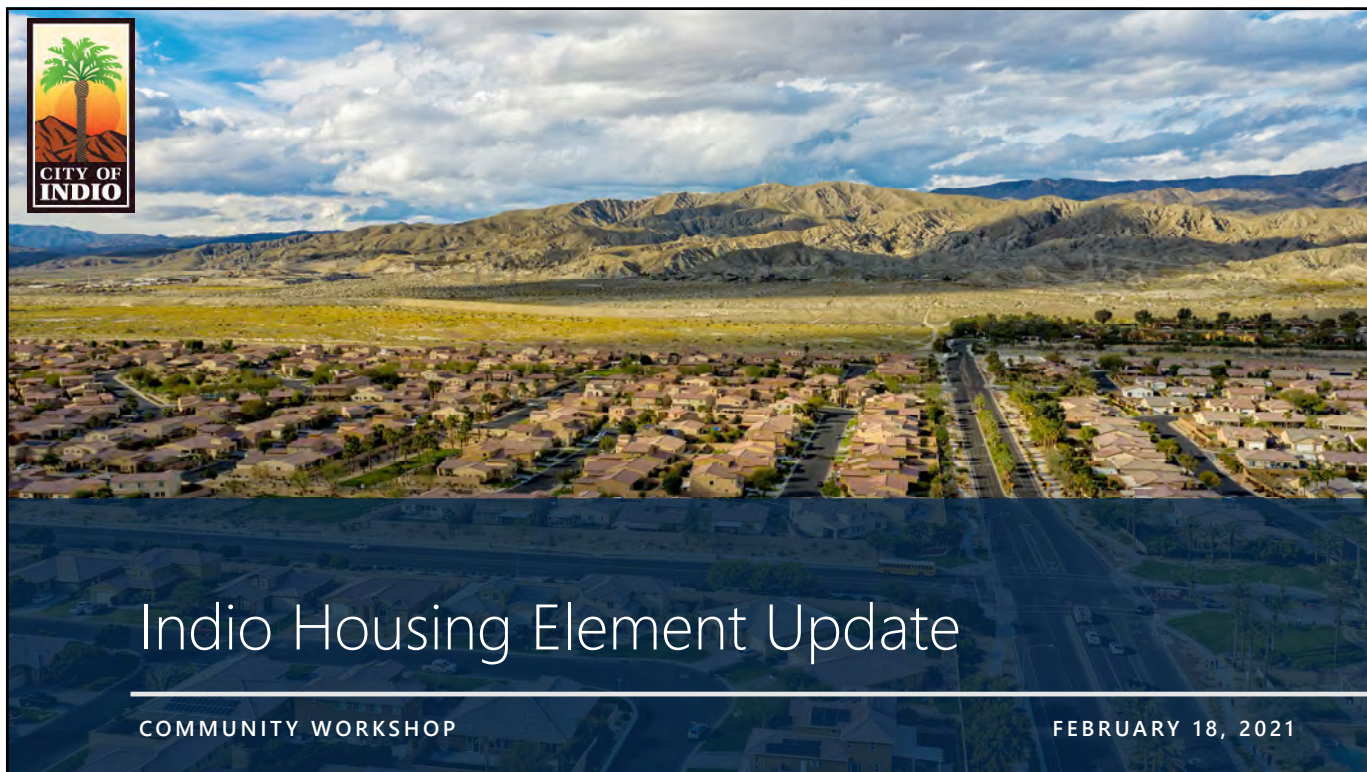 CITY OF
INDIO
Indio Housing Element Update
COMMUNITY WORKSHOP
FEBRUARY 18, 2021